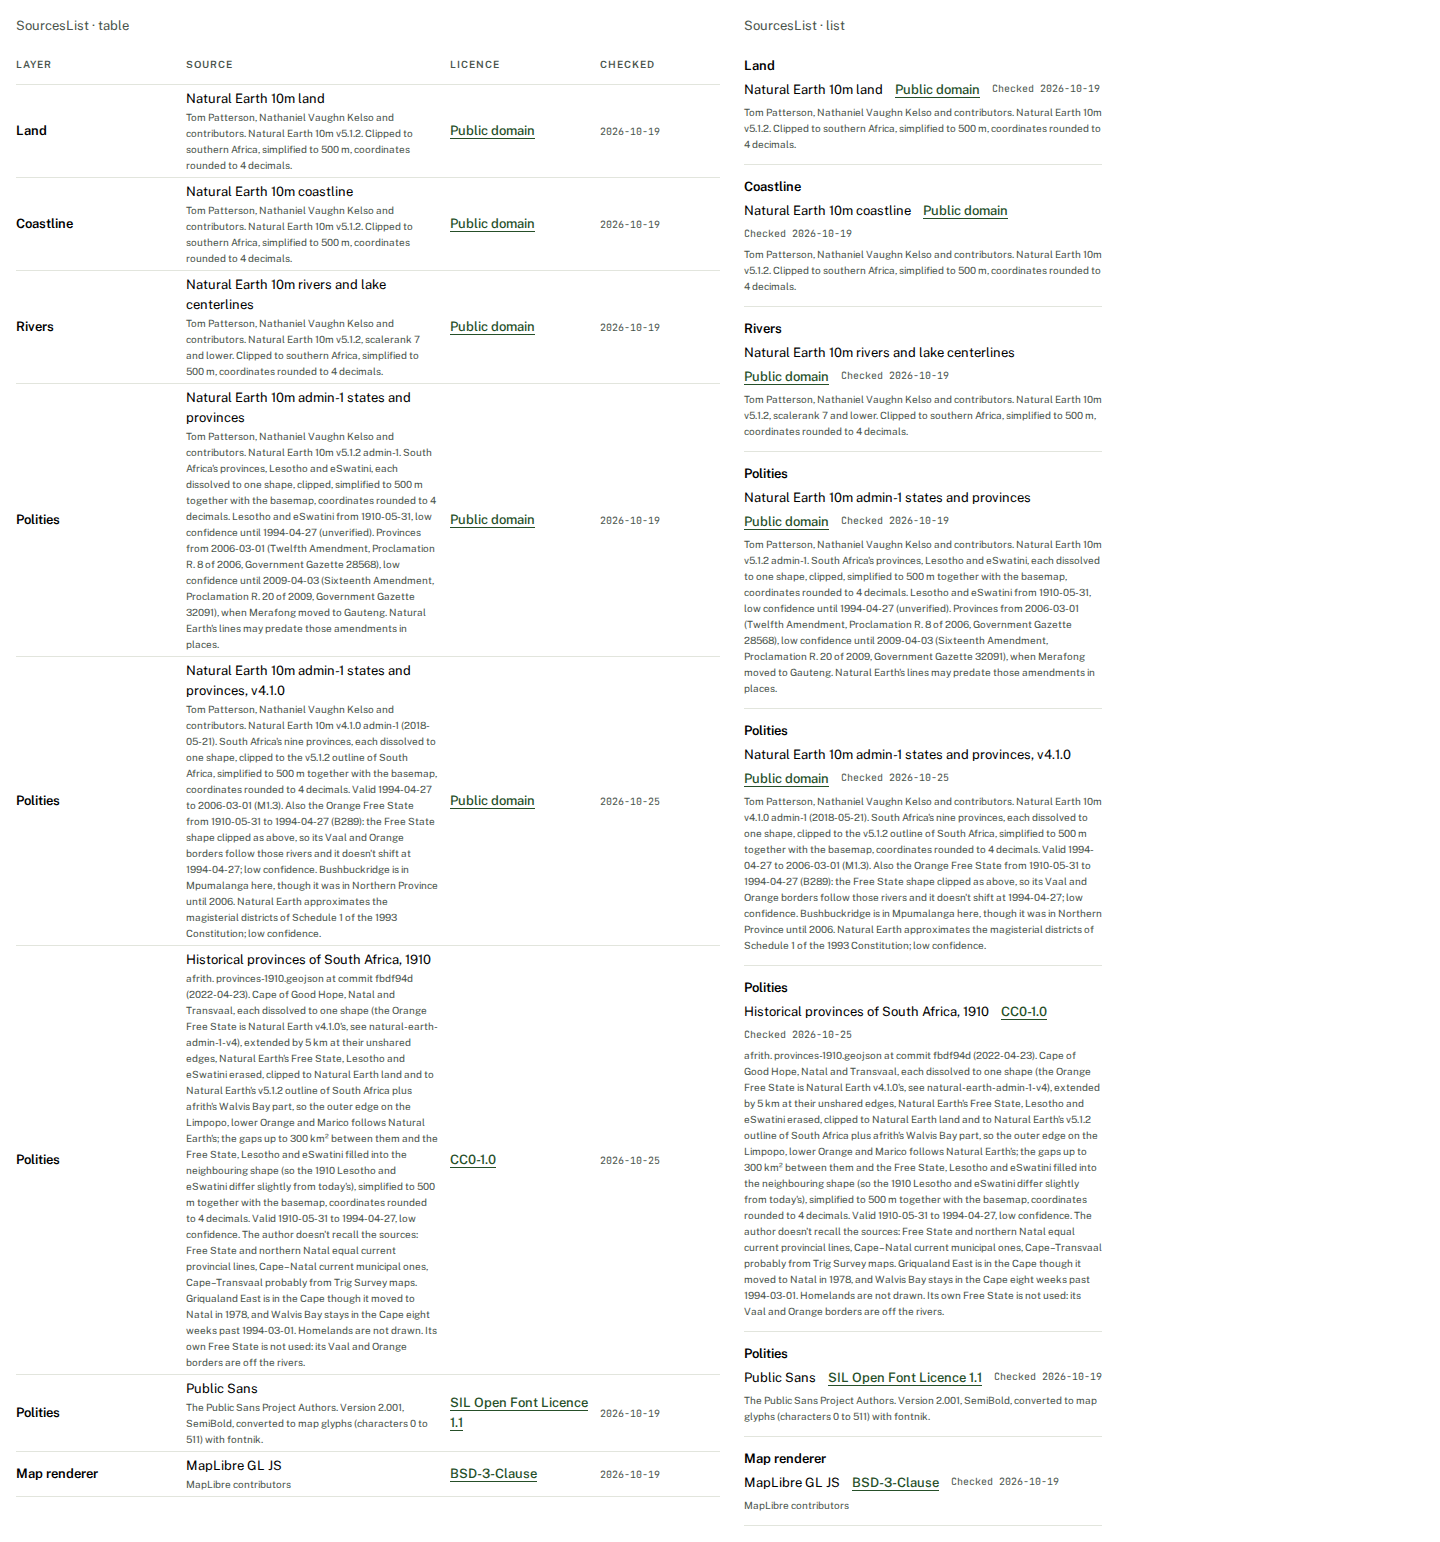 SourcesList · table
LAYER SOURCE LICENCE CHECKED
Land
Natural Earth 10m land
Tom Patterson, Nathaniel Vaughn Kelso and
contributors. Natural Earth 10m v5.1.2. Clipped to
southern Africa, simplified to 500 m, coordinates
rounded to 4 decimals.
Public domain
2026-10-19
Coastline
Natural Earth 10m coastline
Tom Patterson, Nathaniel Vaughn Kelso and
contributors. Natural Earth 10m v5.1.2. Clipped to
southern Africa, simplified to 500 m, coordinates
rounded to 4 decimals.
Public domain
2026-10-19
Rivers
Natural Earth 10m rivers and lake
centerlines
Tom Patterson, Nathaniel Vaughn Kelso and
contributors. Natural Earth 10m v5.1.2, scalerank 7
and lower. Clipped to southern Africa, simplified to
500 m, coordinates rounded to 4 decimals.
Public domain
2026-10-19
Polities
Natural Earth 10m admin-1 states and
provinces
Tom Patterson, Nathaniel Vaughn Kelso and
contributors. Natural Earth 10m v5.1.2 admin-1. South
Africa's provinces, Lesotho and eSwatini, each
dissolved to one shape, clipped, simplified to 500 m
together with the basemap, coordinates rounded to 4
decimals. Lesotho and eSwatini from 1910-05-31, low
confidence until 1994-04-27 (unverified). Provinces
from 2006-03-01 (Twelfth Amendment, Proclamation
R. 8 of 2006, Government Gazette 28568), low
confidence until 2009-04-03 (Sixteenth Amendment,
Proclamation R. 20 of 2009, Government Gazette
32091), when Merafong moved to Gauteng. Natural
Earth's lines may predate those amendments in
places.
Public domain
2026-10-19
Polities
Natural Earth 10m admin-1 states and
provinces, v4.1.0
Tom Patterson, Nathaniel Vaughn Kelso and
contributors. Natural Earth 10m v4.1.0 admin-1 (2018-
05-21). South Africa's nine provinces, each dissolved to
one shape, clipped to the v5.1.2 outline of South
Africa, simplified to 500 m together with the basemap,
coordinates rounded to 4 decimals. Valid 1994-04-27
to 2006-03-01 (M1.3). Also the Orange Free State
from 1910-05-31 to 1994-04-27 (B289): the Free State
shape clipped as above, so its Vaal and Orange
borders follow those rivers and it doesn't shift at
1994-04-27; low confidence. Bushbuckridge is in
Mpumalanga here, though it was in Northern Province
until 2006. Natural Earth approximates the
magisterial districts of Schedule 1 of the 1993
Constitution; low confidence.
Public domain
2026-10-25
Polities
Historical provinces of South Africa, 1910
afrith. provinces-1910.geojson at commit fbdf94d
(2022-04-23). Cape of Good Hope, Natal and
Transvaal, each dissolved to one shape (the Orange
Free State is Natural Earth v4.1.0's, see natural-earth-
admin-1-v4), extended by 5 km at their unshared
edges, Natural Earth's Free State, Lesotho and
eSwatini erased, clipped to Natural Earth land and to
Natural Earth's v5.1.2 outline of South Africa plus
afrith's Walvis Bay part, so the outer edge on the
Limpopo, lower Orange and Marico follows Natural
Earth's; the gaps up to 300 km² between them and the
Free State, Lesotho and eSwatini filled into the
neighbouring shape (so the 1910 Lesotho and
eSwatini differ slightly from today's), simplified to 500
m together with the basemap, coordinates rounded
to 4 decimals. Valid 1910-05-31 to 1994-04-27, low
confidence. The author doesn't recall the sources:
Free State and northern Natal equal current
provincial lines, Cape–Natal current municipal ones,
Cape–Transvaal probably from Trig Survey maps.
Griqualand East is in the Cape though it moved to
Natal in 1978, and Walvis Bay stays in the Cape eight
weeks past 1994-03-01. Homelands are not drawn. Its
own Free State is not used: its Vaal and Orange
borders are off the rivers.
CC0-1.0
2026-10-25
Polities
Public Sans
The Public Sans Project Authors. Version 2.001,
SemiBold, converted to map glyphs (characters 0 to
511) with fontnik.
SIL Open Font Licence
1.1
2026-10-19
Map renderer
MapLibre GL JS
MapLibre contributors
BSD-3-Clause
2026-10-19
SourcesList · list
Land
Natural Earth 10m land Public domain Checked 2026-10-19
Tom Patterson, Nathaniel Vaughn Kelso and contributors. Natural Earth 10m
v5.1.2. Clipped to southern Africa, simplified to 500 m, coordinates rounded to
4 decimals.
Coastline
Natural Earth 10m coastline Public domain
Checked 2026-10-19
Tom Patterson, Nathaniel Vaughn Kelso and contributors. Natural Earth 10m
v5.1.2. Clipped to southern Africa, simplified to 500 m, coordinates rounded to
4 decimals.
Rivers
Natural Earth 10m rivers and lake centerlines
Public domain Checked 2026-10-19
Tom Patterson, Nathaniel Vaughn Kelso and contributors. Natural Earth 10m
v5.1.2, scalerank 7 and lower. Clipped to southern Africa, simplified to 500 m,
coordinates rounded to 4 decimals.
Polities
Natural Earth 10m admin-1 states and provinces
Public domain Checked 2026-10-19
Tom Patterson, Nathaniel Vaughn Kelso and contributors. Natural Earth 10m
v5.1.2 admin-1. South Africa's provinces, Lesotho and eSwatini, each dissolved
to one shape, clipped, simplified to 500 m together with the basemap,
coordinates rounded to 4 decimals. Lesotho and eSwatini from 1910-05-31,
low confidence until 1994-04-27 (unverified). Provinces from 2006-03-01
(Twelfth Amendment, Proclamation R. 8 of 2006, Government Gazette
28568), low confidence until 2009-04-03 (Sixteenth Amendment,
Proclamation R. 20 of 2009, Government Gazette 32091), when Merafong
moved to Gauteng. Natural Earth's lines may predate those amendments in
places.
Polities
Natural Earth 10m admin-1 states and provinces, v4.1.0
Public domain Checked 2026-10-25
Tom Patterson, Nathaniel Vaughn Kelso and contributors. Natural Earth 10m
v4.1.0 admin-1 (2018-05-21). South Africa's nine provinces, each dissolved to
one shape, clipped to the v5.1.2 outline of South Africa, simplified to 500 m
together with the basemap, coordinates rounded to 4 decimals. Valid 1994-
04-27 to 2006-03-01 (M1.3). Also the Orange Free State from 1910-05-31 to
1994-04-27 (B289): the Free State shape clipped as above, so its Vaal and
Orange borders follow those rivers and it doesn't shift at 1994-04-27; low
confidence. Bushbuckridge is in Mpumalanga here, though it was in Northern
Province until 2006. Natural Earth approximates the magisterial districts of
Schedule 1 of the 1993 Constitution; low confidence.
Polities
Historical provinces of South Africa, 1910 CC0-1.0
Checked 2026-10-25
afrith. provinces-1910.geojson at commit fbdf94d (2022-04-23). Cape of
Good Hope, Natal and Transvaal, each dissolved to one shape (the Orange
Free State is Natural Earth v4.1.0's, see natural-earth-admin-1-v4), extended
by 5 km at their unshared edges, Natural Earth's Free State, Lesotho and
eSwatini erased, clipped to Natural Earth land and to Natural Earth's v5.1.2
outline of South Africa plus afrith's Walvis Bay part, so the outer edge on the
Limpopo, lower Orange and Marico follows Natural Earth's; the gaps up to
300 km² between them and the Free State, Lesotho and eSwatini filled into
the neighbouring shape (so the 1910 Lesotho and eSwatini differ slightly
from today's), simplified to 500 m together with the basemap, coordinates
rounded to 4 decimals. Valid 1910-05-31 to 1994-04-27, low confidence. The
author doesn't recall the sources: Free State and northern Natal equal
current provincial lines, Cape–Natal current municipal ones, Cape–Transvaal
probably from Trig Survey maps. Griqualand East is in the Cape though it
moved to Natal in 1978, and Walvis Bay stays in the Cape eight weeks past
1994-03-01. Homelands are not drawn. Its own Free State is not used: its
Vaal and Orange borders are off the rivers.
Polities
Public Sans SIL Open Font Licence 1.1 Checked 2026-10-19
The Public Sans Project Authors. Version 2.001, SemiBold, converted to map
glyphs (characters 0 to 511) with fontnik.
Map renderer
MapLibre GL JS BSD-3-Clause Checked 2026-10-19
MapLibre contributors